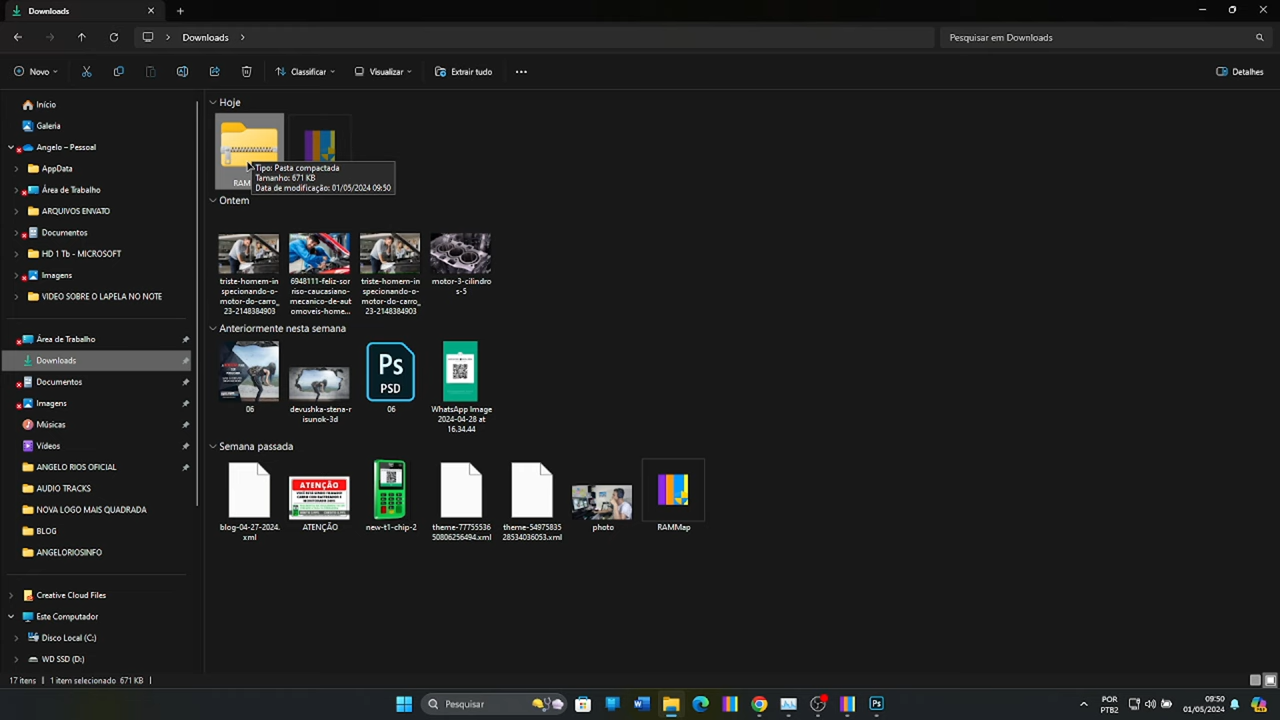 Downloads
Downloads
Pesquisar em Downloads
Novo
Classificar
Visualizar
Extrair tudo
Detalhes
Início
Galeria
Angelo – Pessoal
AppData
Área de Trabalho
ARQUIVOS ENVATO
Documentos
HD 1 Tb - MICROSOFT
Imagens
VIDEO SOBRE O LAPELA NO NOTE
Área de Trabalho
Downloads
Documentos
Imagens
Músicas
Vídeos
ANGELO RIOS OFICIAL
AUDIO TRACKS
NOVA LOGO MAIS QUADRADA
BLOG
ANGELORIOSINFO
Creative Cloud Files
Este Computador
Disco Local (C:)
WD SSD (D:)
Hoje
RAM
Tipo: Pasta compactada
Tamanho: 671 KB
Data de modificação: 01/05/2024 09:50
Ontem
triste-homem-in
specionando-o-
motor-do-carro_
23-2148384903
6948111-feliz-sor
riso-caucasiano-
mecanico-de-aut
omoveis-home...
triste-homem-in
specionando-o-
motor-do-carro_
23-2148384903
motor-3-cilindro
s-5
Anteriormente nesta semana
06
devushka-stena-r
isunok-3d
Ps
PSD
06
WhatsApp Image
2024-04-28 at
16.34.44
Semana passada
blog-04-27-2024.
xml
ATENÇÃO
ATENÇÃO
new-t1-chip-2
theme-77755536
50806256494.xml
theme-54975835
28534036053.xml
photo
RAMMap
17 itens
1 item selecionado 671 KB
Pesquisar
Ps
POR
PTB2
09:50
01/05/2024